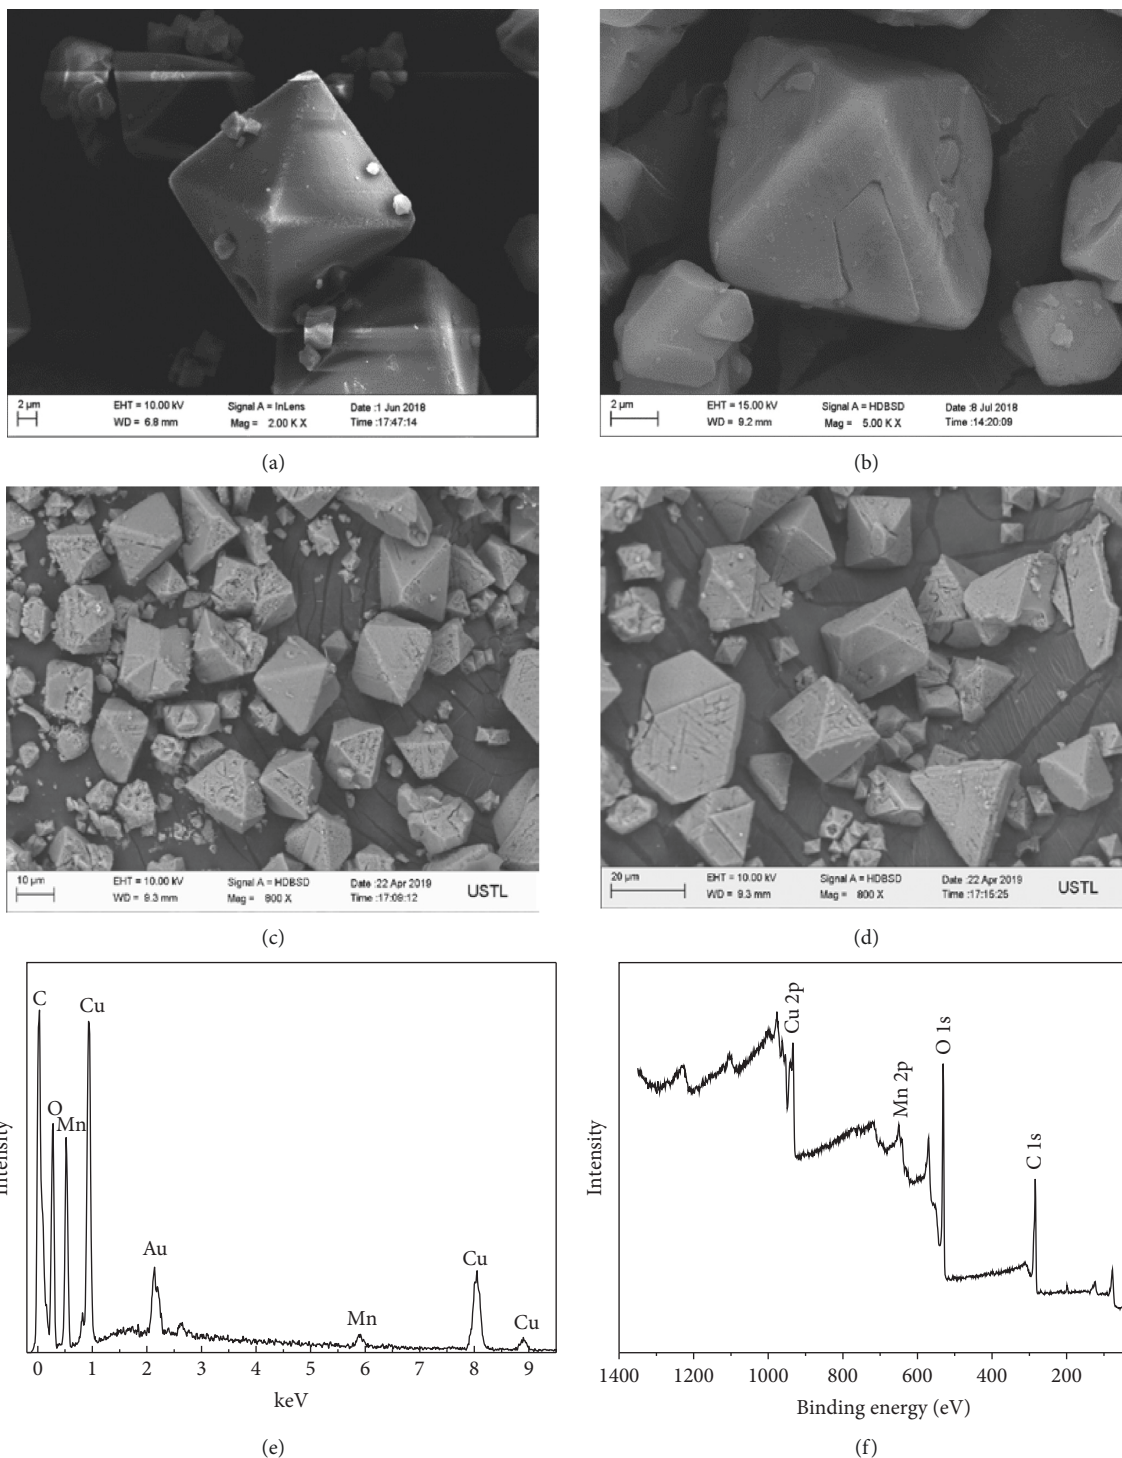 2 µm
EHT = 10.00 kV
Signal A = InLens
Date :1 Jun 2018
WD = 6.8 mm
Mag = 2.00 K X
Time :17:47:14
(a)
2 µm
EHT = 15.00 kV
Signal A = HDBSD
Date :8 Jul 2018
WD = 9.2 mm
Mag = 5.00 K X
Time :14:20:09
(b)
10 µm
EHT = 10.00 kV
Signal A = HDBSD
Date :22 Apr 2019
USTL
WD = 9.3 mm
Mag = 800 X
Time :17:09:12
(c)
20 µm
EHT = 10.00 kV
Signal A = HDBSD
Date :22 Apr 2019
USTL
WD = 9.3 mm
Mag = 800 X
Time :17:15:25
(d)
C
Cu
O
Mn
Au
Mn
Cu
Cu
Intensity
0 1 2 3 4 5 6 7 8 9
keV
(e)
Cu 2p
Mn 2p
O 1s
C 1s
Intensity
1400 1200 1000 800 600 400 200
Binding energy (eV)
(f)